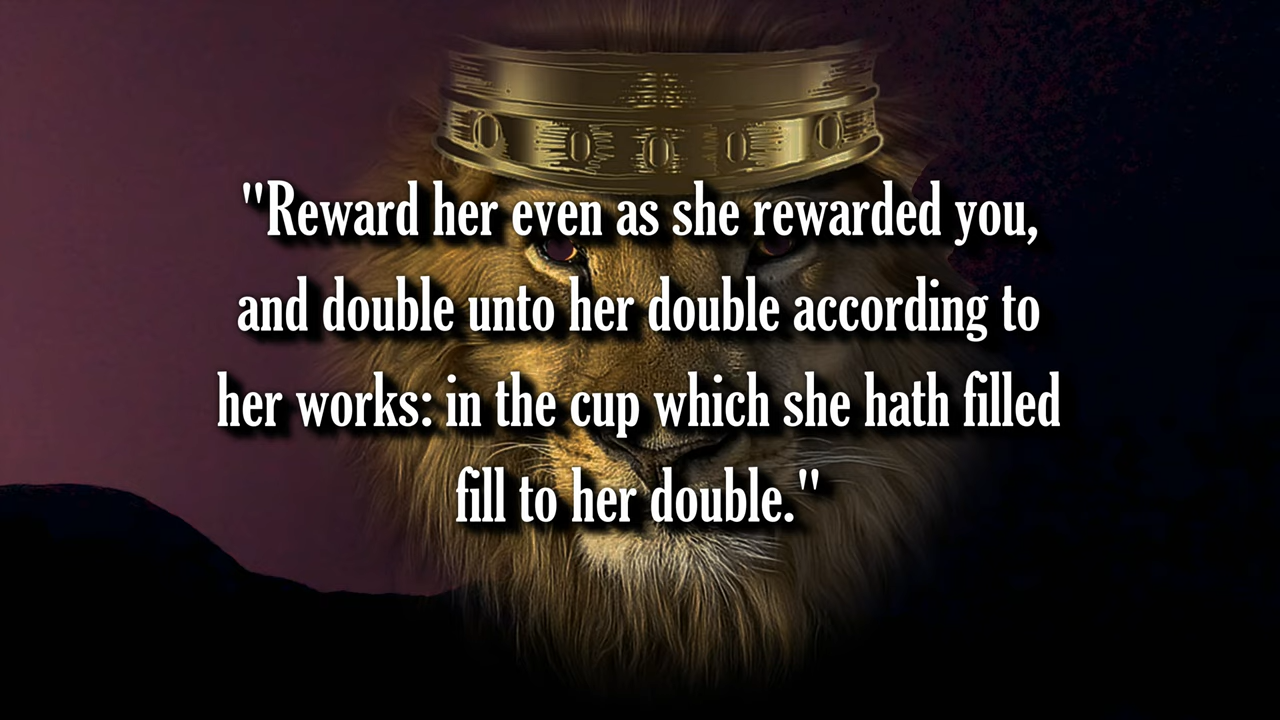 "Reward her even as she rewarded you,
and double unto her double according to
her works: in the cup which she hath filled
fill to her double."